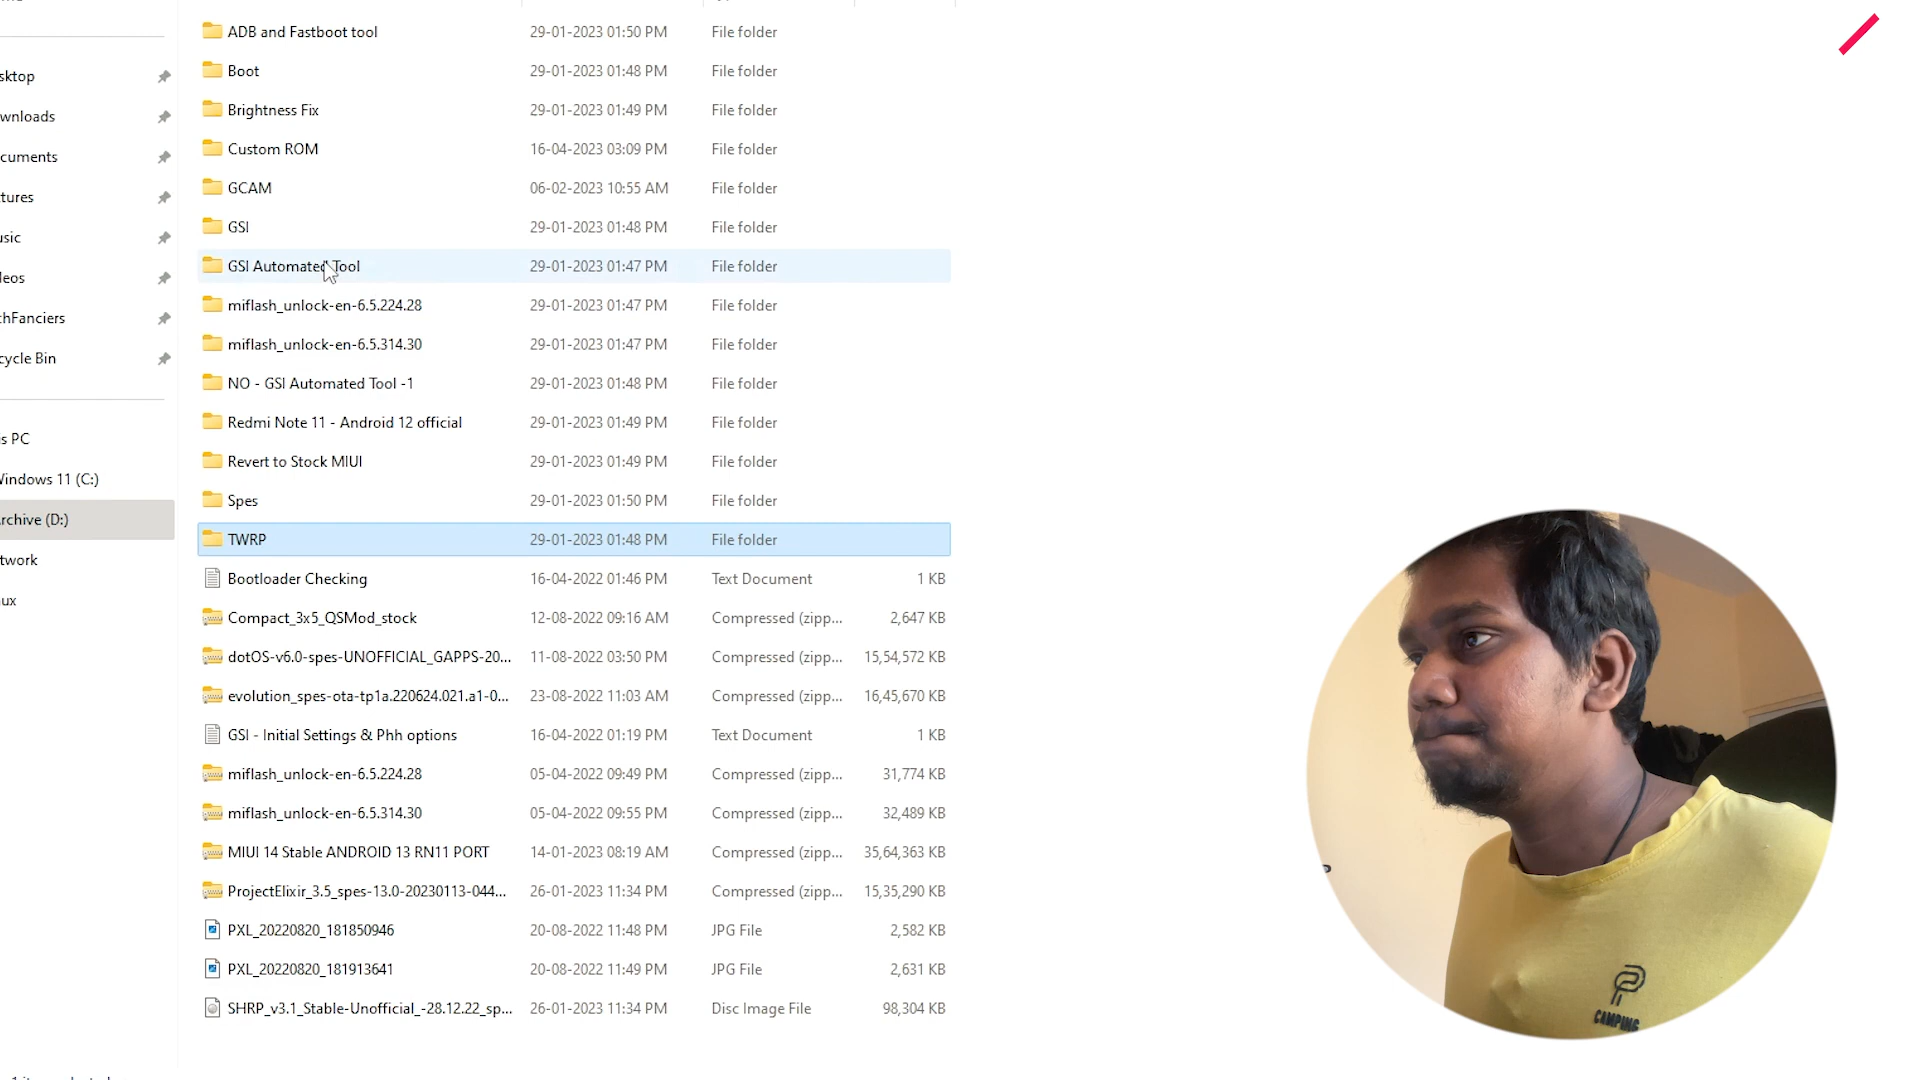 ADB and Fastboot tool 29-01-2023 01:50 PM File folder
sktop Boot 29-01-2023 01:48 PM File folder
wnloads Brightness Fix 29-01-2023 01:49 PM File folder
cuments Custom ROM 16-04-2023 03:09 PM File folder
tures GCAM 06-02-2023 10:55 AM File folder
usic GSI 29-01-2023 01:48 PM File folder
eos GSI Automated Tool 29-01-2023 01:47 PM File folder
chFanciers miflash_unlock-en-6.5.224.28 29-01-2023 01:47 PM File folder
cycle Bin miflash_unlock-en-6.5.314.30 29-01-2023 01:47 PM File folder
NO - GSI Automated Tool -1 29-01-2023 01:48 PM File folder
is PC Redmi Note 11 - Android 12 official 29-01-2023 01:49 PM File folder
Windows 11 (C:) Revert to Stock MIUI 29-01-2023 01:49 PM File folder
rchive (D:) Spes 29-01-2023 01:50 PM File folder
twork TWRP 29-01-2023 01:48 PM File folder
ux Bootloader Checking 16-04-2022 01:46 PM Text Document 1 KB
Compact_3x5_QSMod_stock 12-08-2022 09:16 AM Compressed (zipp... 2,647 KB
dotOS-v6.0-spes-UNOFFICIAL_GAPPS-20... 11-08-2022 03:50 PM Compressed (zipp... 15,54,572 KB
evolution_spes-ota-tp1a.220624.021.a1-0... 23-08-2022 11:03 AM Compressed (zipp... 16,45,670 KB
GSI - Initial Settings & Phh options 16-04-2022 01:19 PM Text Document 1 KB
miflash_unlock-en-6.5.224.28 05-04-2022 09:49 PM Compressed (zipp... 31,774 KB
miflash_unlock-en-6.5.314.30 05-04-2022 09:55 PM Compressed (zipp... 32,489 KB
MIUI 14 Stable ANDROID 13 RN11 PORT 14-01-2023 08:19 AM Compressed (zipp... 35,64,363 KB
ProjectElixir_3.5_spes-13.0-20230113-044... 26-01-2023 11:34 PM Compressed (zipp... 15,35,290 KB
PXL_20220820_181850946 20-08-2022 11:48 PM JPG File 2,582 KB
PXL_20220820_181913641 20-08-2022 11:49 PM JPG File 2,631 KB
SHRP_v3.1_Stable-Unofficial_-28.12.22_sp... 26-01-2023 11:34 PM Disc Image File 98,304 KB
CAMPING